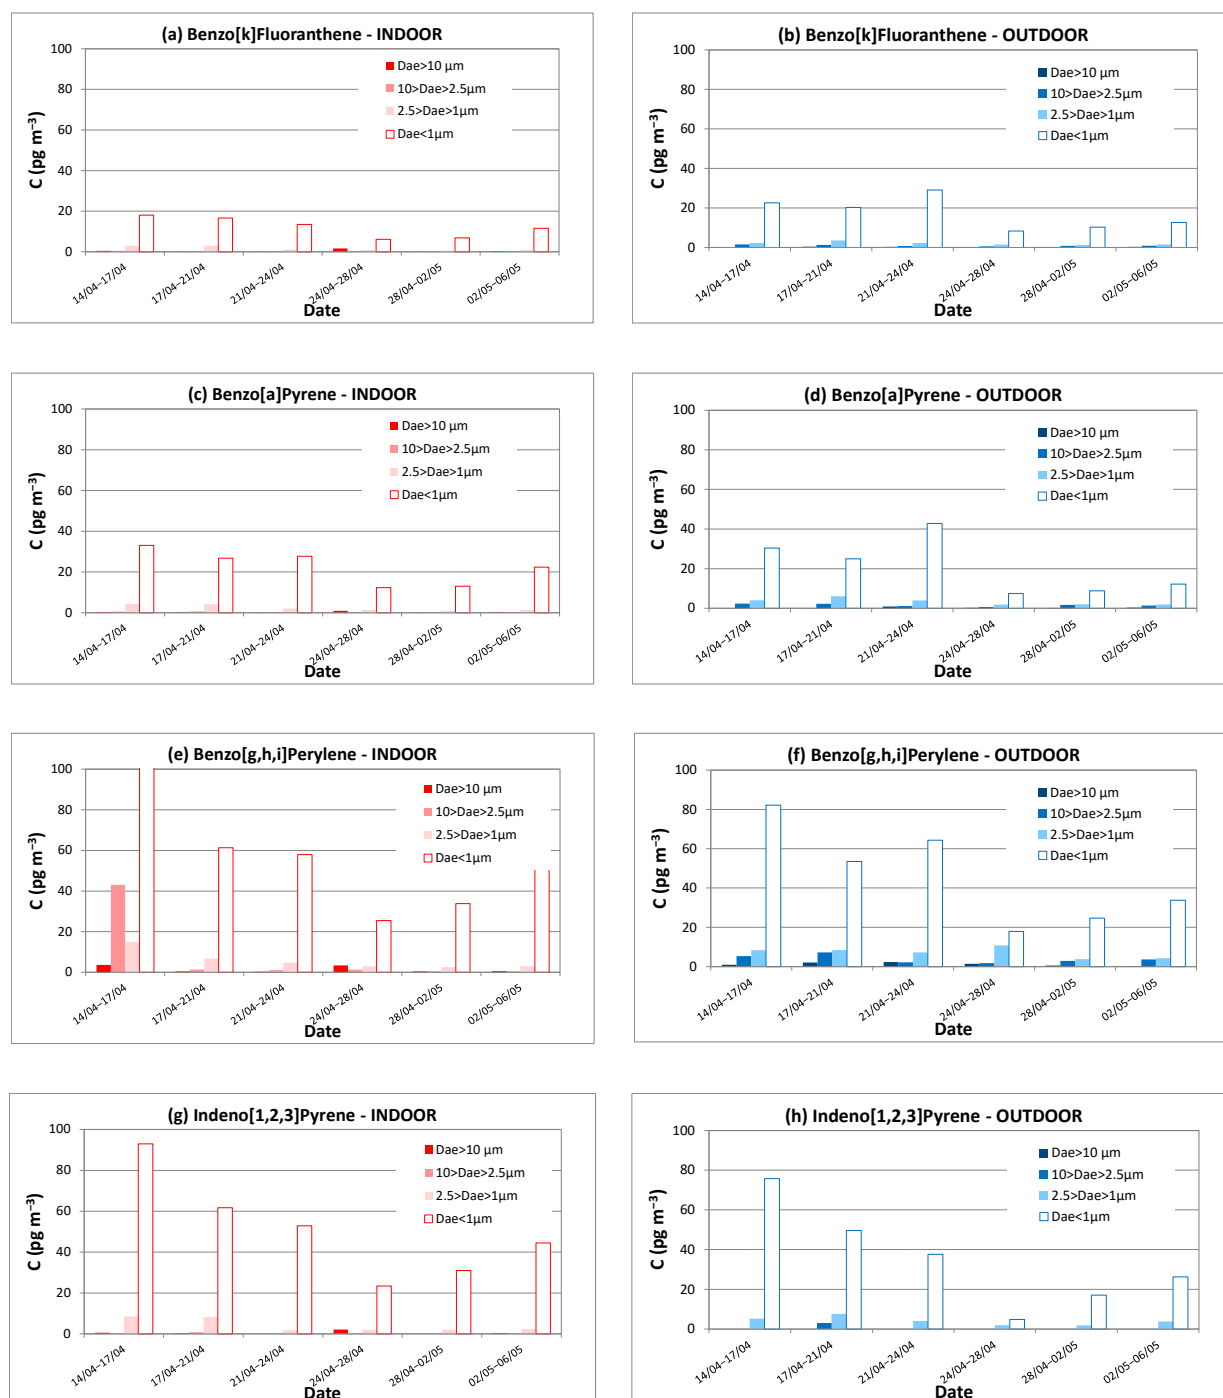 (a) Benzo[k]Fluoranthene - INDOOR
C (pg m⁻³)
100
80
60
40
20
0
Dae>10 µm
10>Dae>2.5µm
2.5>Dae>1µm
Dae<1µm
14/04–17/04
17/04–21/04
21/04–24/04
24/04–28/04
28/04–02/05
02/05–06/05
Date
(b) Benzo[k]Fluoranthene - OUTDOOR
C (pg m⁻³)
100
80
60
40
20
0
Dae>10 µm
10>Dae>2.5µm
2.5>Dae>1µm
Dae<1µm
14/04–17/04
17/04–21/04
21/04–24/04
24/04–28/04
28/04–02/05
02/05–06/05
Date
(c) Benzo[a]Pyrene - INDOOR
C (pg m⁻³)
100
80
60
40
20
0
Dae>10 µm
10>Dae>2.5µm
2.5>Dae>1µm
Dae<1µm
14/04–17/04
17/04–21/04
21/04–24/04
24/04–28/04
28/04–02/05
02/05–06/05
Date
(d) Benzo[a]Pyrene - OUTDOOR
C (pg m⁻³)
100
80
60
40
20
0
Dae>10 µm
10>Dae>2.5µm
2.5>Dae>1µm
Dae<1µm
14/04–17/04
17/04–21/04
21/04–24/04
24/04–28/04
28/04–02/05
02/05–06/05
Date
(e) Benzo[g,h,i]Perylene - INDOOR
C (pg m⁻³)
100
80
60
40
20
0
Dae>10 µm
10>Dae>2.5µm
2.5>Dae>1µm
Dae<1µm
14/04–17/04
17/04–21/04
21/04–24/04
24/04–28/04
28/04–02/05
02/05–06/05
Date
(f) Benzo[g,h,i]Perylene - OUTDOOR
C (pg m⁻³)
100
80
60
40
20
0
Dae>10 µm
10>Dae>2.5µm
2.5>Dae>1µm
Dae<1µm
14/04–17/04
17/04–21/04
21/04–24/04
24/04–28/04
28/04–02/05
02/05–06/05
Date
(g) Indeno[1,2,3]Pyrene - INDOOR
C (pg m⁻³)
100
80
60
40
20
0
Dae>10 µm
10>Dae>2.5µm
2.5>Dae>1µm
Dae<1µm
14/04–17/04
17/04–21/04
21/04–24/04
24/04–28/04
28/04–02/05
02/05–06/05
Date
(h) Indeno[1,2,3]Pyrene - OUTDOOR
C (pg m⁻³)
100
80
60
40
20
0
Dae>10 µm
10>Dae>2.5µm
2.5>Dae>1µm
Dae<1µm
14/04–17/04
17/04–21/04
21/04–24/04
24/04–28/04
28/04–02/05
02/05–06/05
Date